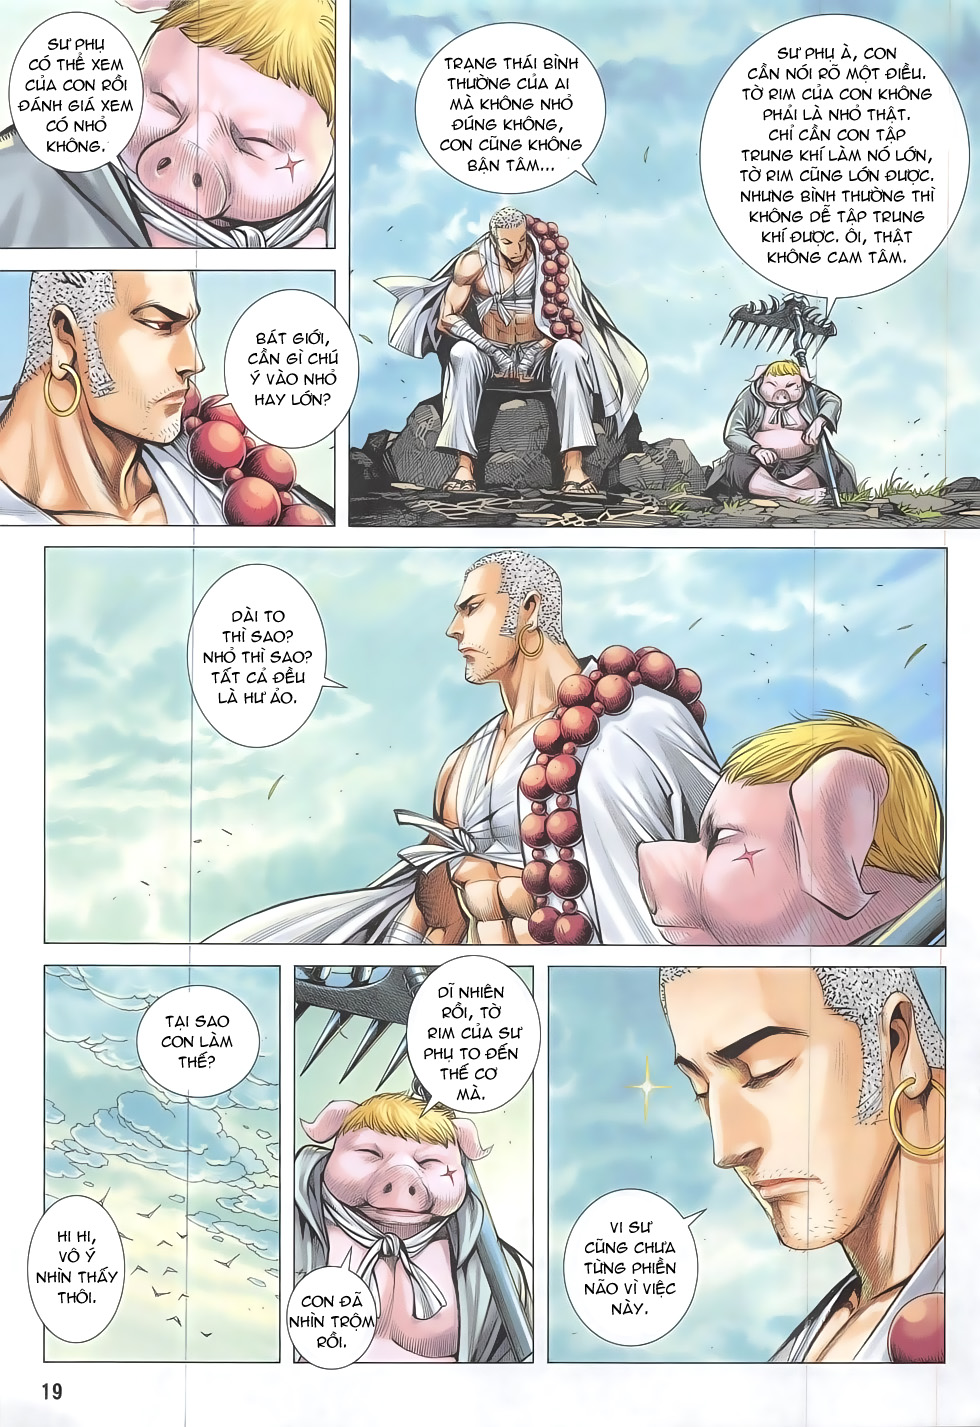 SƯ PHỤ À, CON
CẦN NÓI RÕ MỘT ĐIỀU.
TỜ RIM CỦA CON KHÔNG
PHẢI LÀ NHỎ THẬT.
CHỈ CẦN CON TẬP
TRUNG KHÍ LÀM NÓ LỚN,
TỜ RIM CŨNG LỚN ĐƯỢC.
NHƯNG BÌNH THƯỜNG THÌ
KHÔNG DỄ TẬP TRUNG
KHÍ ĐƯỢC. ÔI, THẬT
KHÔNG CAM TÂM.
TRẠNG THÁI BÌNH
THƯỜNG CỦA AI
MÀ KHÔNG NHỎ
ĐÚNG KHÔNG,
CON CŨNG KHÔNG
BẬN TÂM...
SƯ PHỤ
CÓ THỂ XEM
CỦA CON RỒI
ĐÁNH GIÁ XEM
CÓ NHỎ
KHÔNG.
BÁT GIỚI,
CẦN GÌ CHÚ
Ý VÀO NHỎ
HAY LỚN?
DÀI TO
THÌ SAO?
NHỎ THÌ SAO?
TẤT CẢ ĐỀU
LÀ HƯ ẢO.
VI SƯ
CŨNG CHƯA
TỪNG PHIỀN
NÃO VÌ VIỆC
NÀY.
DĨ NHIÊN
RỒI, TỜ
RIM CỦA SƯ
PHỤ TO ĐẾN
THẾ CƠ
MÀ.
CON ĐÃ
NHÌN TRỘM
RỒI.
TẠI SAO
CON LÀM
THẾ?
HI HI,
VÔ Ý
NHÌN THẤY
THÔI.
19